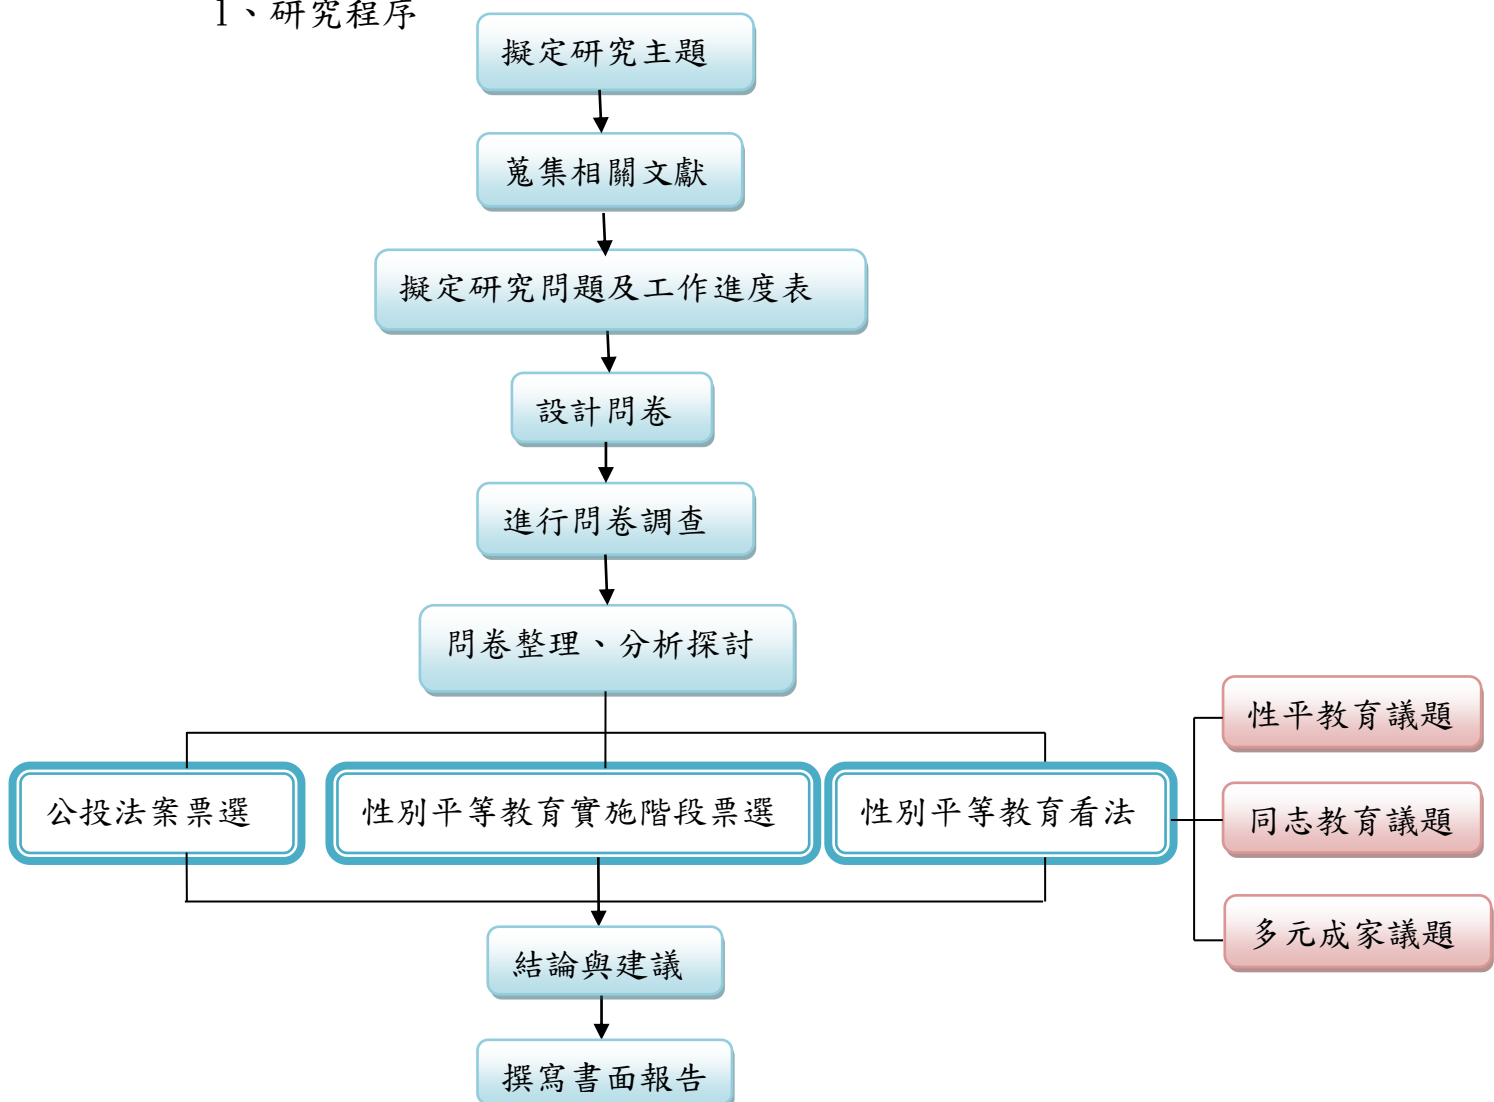 1、研究程序
擬定研究主題
蒐集相關文獻
擬定研究問題及工作進度表
設計問卷
進行問卷調查
問卷整理、分析探討
公投法案票選
性別平等教育實施階段票選
性別平等教育看法
性平教育議題
同志教育議題
多元成家議題
結論與建議
撰寫書面報告